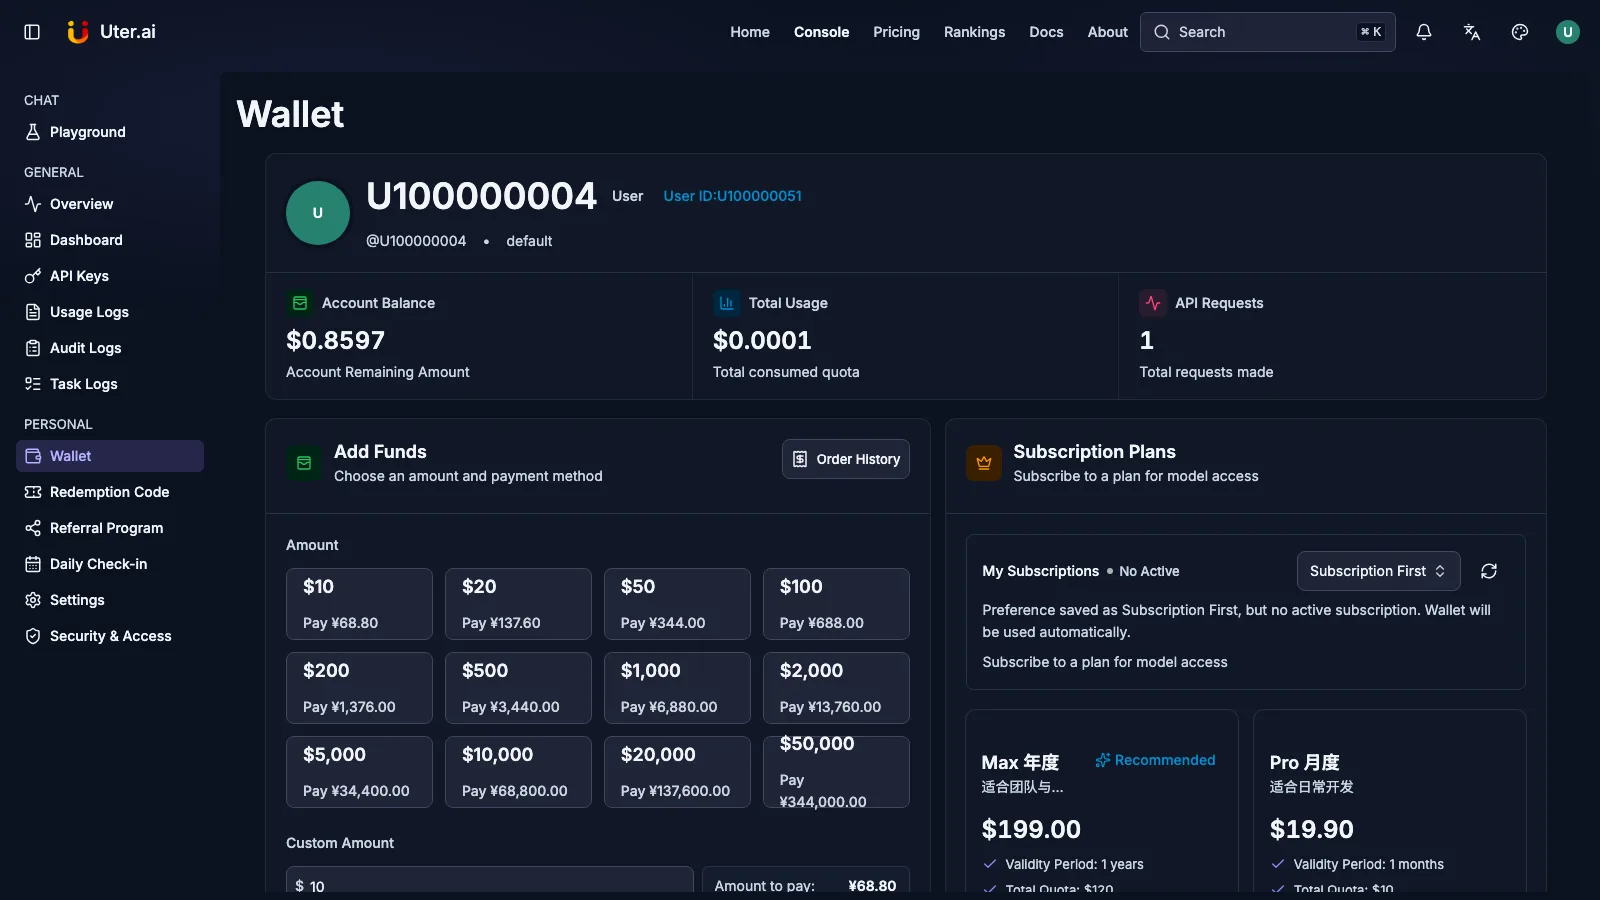 Uter.ai
Home
Console
Pricing
Rankings
Docs
About
Search
⌘ K
U
CHAT
Playground
GENERAL
Overview
Dashboard
API Keys
Usage Logs
Audit Logs
Task Logs
PERSONAL
Wallet
Redemption Code
Referral Program
Daily Check-in
Settings
Security & Access
Wallet
U
U100000004
User
User ID:U100000051
@U100000004 • default
Account Balance
$0.8597
Account Remaining Amount
Total Usage
$0.0001
Total consumed quota
API Requests
1
Total requests made
Add Funds
Choose an amount and payment method
Order History
Amount
$10
Pay ¥68.80
$20
Pay ¥137.60
$50
Pay ¥344.00
$100
Pay ¥688.00
$200
Pay ¥1,376.00
$500
Pay ¥3,440.00
$1,000
Pay ¥6,880.00
$2,000
Pay ¥13,760.00
$5,000
Pay ¥34,400.00
$10,000
Pay ¥68,800.00
$20,000
Pay ¥137,600.00
$50,000
Pay
¥344,000.00
Custom Amount
$ 10
Amount to pay: ¥68.80
Subscription Plans
Subscribe to a plan for model access
My Subscriptions • No Active
Subscription First
Preference saved as Subscription First, but no active subscription. Wallet will
be used automatically.
Subscribe to a plan for model access
Max 年度
Recommended
适合团队与...
$199.00
Validity Period: 1 years
Total Quota: $120
Pro 月度
适合日常开发
$19.90
Validity Period: 1 months
Total Quota: $10